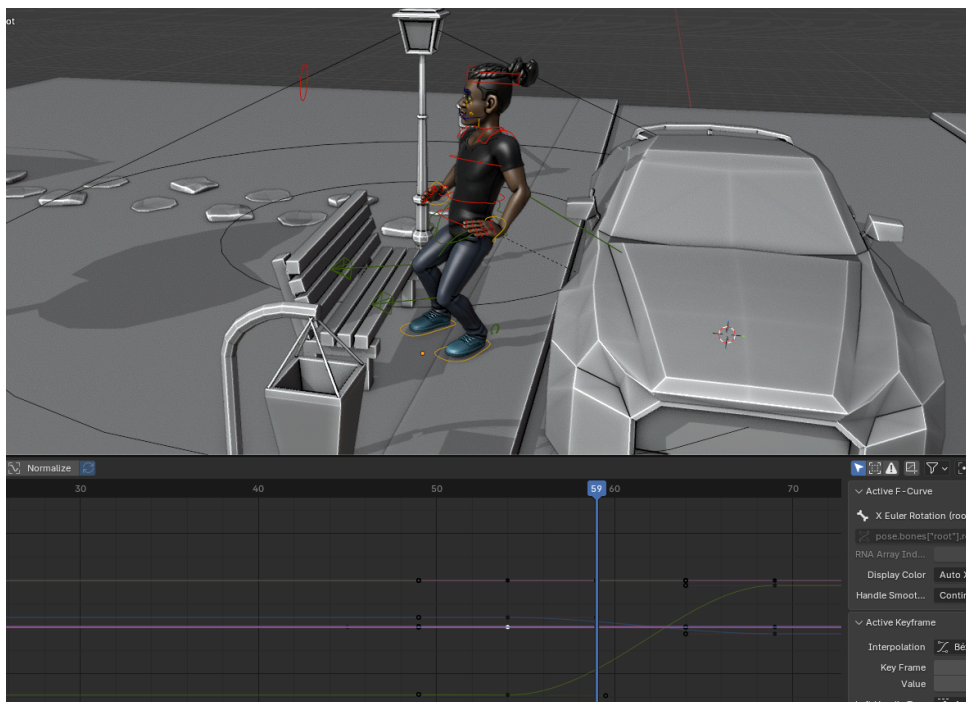 ot
Normalize
30 40 50 59 60 70
Active F-Curve
X Euler Rotation (roo
pose.bones["root"].r
RNA Array Ind...
Display Color Auto
Handle Smoot... Contin
Active Keyframe
Interpolation Bé
Key Frame
Value